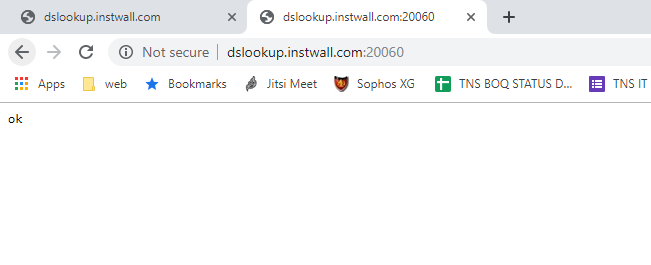 dslookup.instwall.com dslookup.instwall.com:20060
Not secure dslookup.instwall.com:20060
Apps web Bookmarks Jitsi Meet Sophos XG TNS BOQ STATUS D... TNS IT
ok